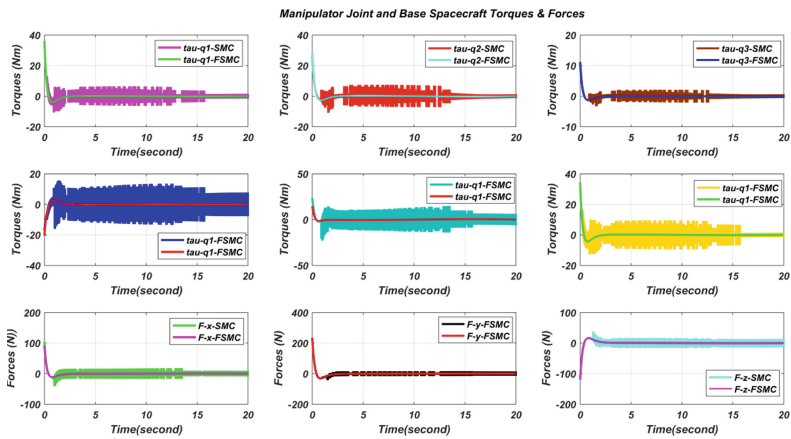 Manipulator Joint and Base Spacecraft Torques & Forces
40
20
0
-20
Torques (Nm)
tau-q1-SMC
tau-q1-FSMC
0 5 10 15 20
Time(second)
40
20
0
-20
Torques (Nm)
tau-q2-SMC
tau-q2-FSMC
0 5 10 15 20
Time(second)
20
10
0
-10
Torques (Nm)
tau-q3-SMC
tau-q3-FSMC
0 5 10 15 20
Time(second)
20
0
-20
-40
Torques (Nm)
tau-q1-FSMC
tau-q1-FSMC
0 5 10 15 20
Time(second)
50
0
-50
Torques (Nm)
tau-q1-FSMC
tau-q1-FSMC
0 5 10 15 20
Time(second)
40
20
0
-20
Torques (Nm)
tau-q1-FSMC
tau-q1-FSMC
0 5 10 15 20
Time(second)
200
100
0
-100
Forces (N))
F-x-SMC
F-x-FSMC
0 5 10 15 20
Time(second)
400
200
0
-200
Forces (N)
F-y-FSMC
F-y-FSMC
0 5 10 15 20
Time(second)
100
0
-100
-200
Forces (N)
F-z-SMC
F-z-FSMC
0 5 10 15 20
Time(second)